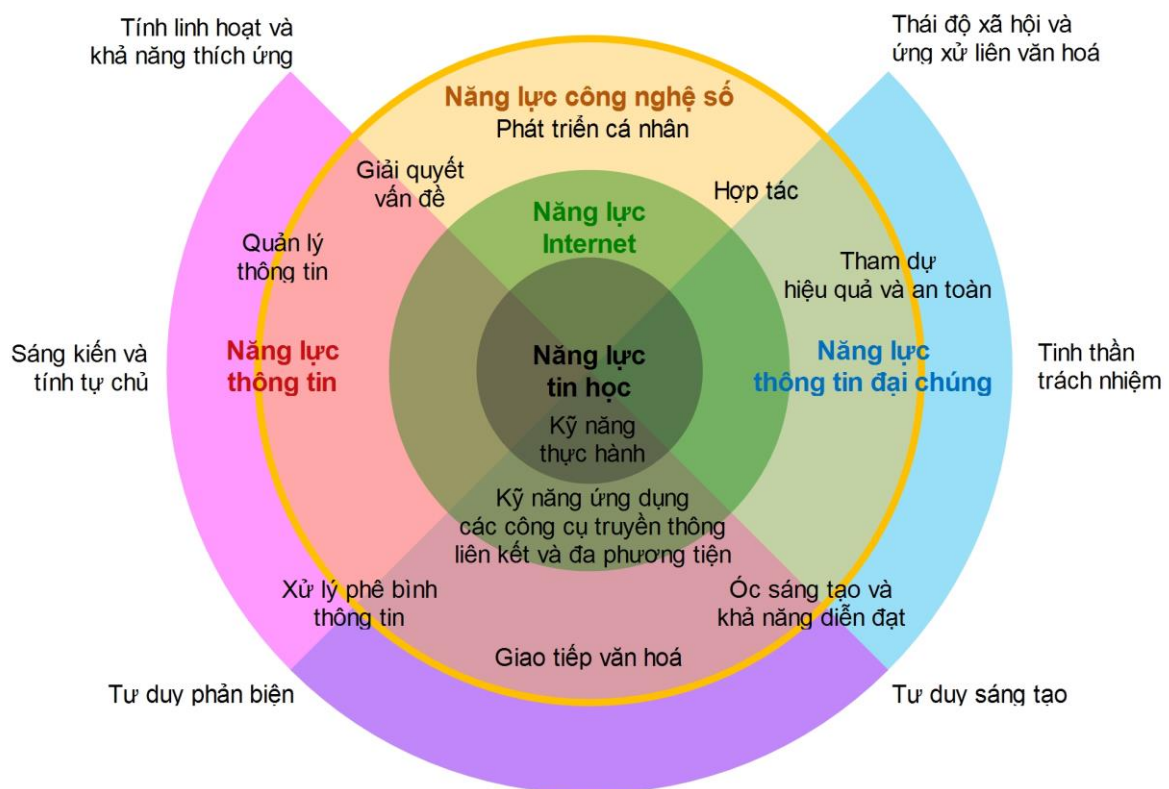 Tính linh hoạt và
khả năng thích ứng
Thái độ xã hội và
ứng xử liên văn hoá
Năng lực công nghệ số
Phát triển cá nhân
Giải quyết
vấn đề
Hợp tác
Năng lực
Internet
Quản lý
thông tin
Tham dự
hiệu quả và an toàn
Sáng kiến và
tính tự chủ
Năng lực
thông tin
Năng lực
tin học
Năng lực
thông tin đại chúng
Tinh thần
trách nhiệm
Kỹ năng
thực hành
Kỹ năng ứng dụng
các công cụ truyền thông
liên kết và đa phương tiện
Xử lý phê bình
thông tin
Óc sáng tạo và
khả năng diễn đạt
Giao tiếp văn hoá
Tư duy phản biện
Tư duy sáng tạo